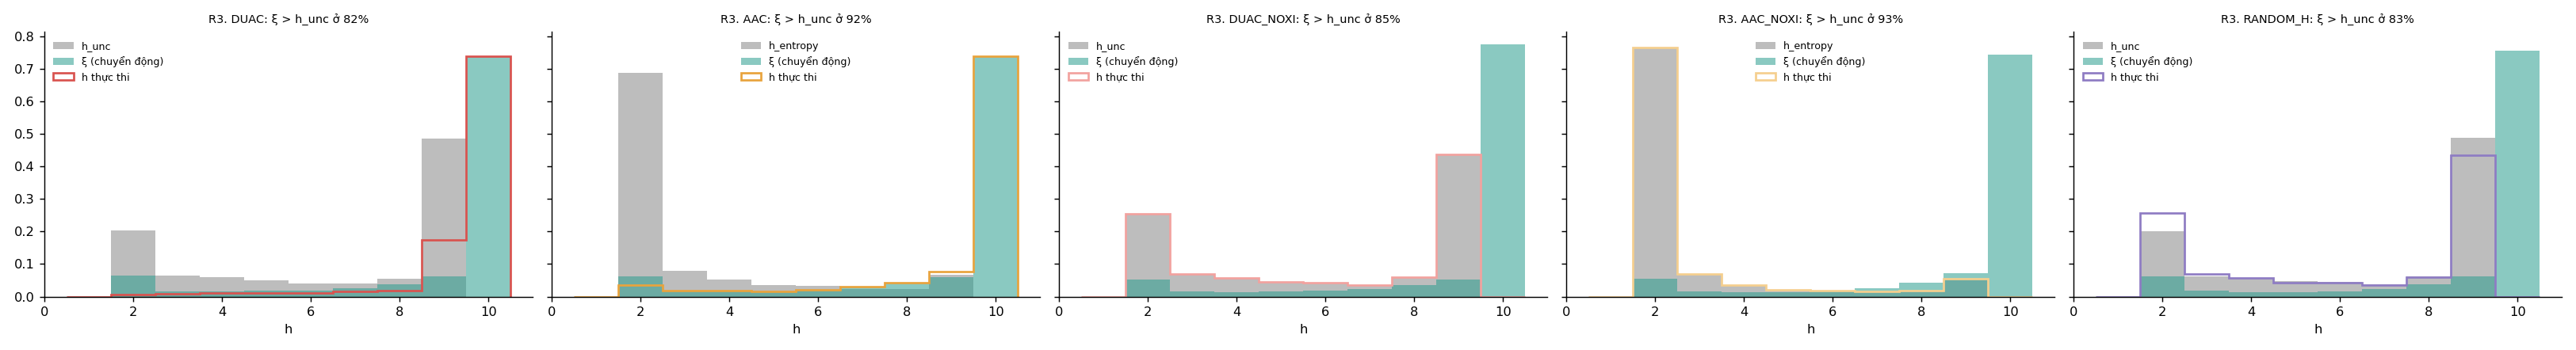 R3. DUAC: ξ > h_unc ở 82%
R3. AAC: ξ > h_unc ở 92%
R3. DUAC_NOXI: ξ > h_unc ở 85%
R3. AAC_NOXI: ξ > h_unc ở 93%
R3. RANDOM_H: ξ > h_unc ở 83%
0.8
0.7
0.6
0.5
0.4
0.3
0.2
0.1
0.0
h_unc
ξ (chuyển động)
h thực thi
0 2 4 6 8 10
h
h_entropy
ξ (chuyển động)
h thực thi
0 2 4 6 8 10
h
h_unc
ξ (chuyển động)
h thực thi
0 2 4 6 8 10
h
h_entropy
ξ (chuyển động)
h thực thi
0 2 4 6 8 10
h
h_unc
ξ (chuyển động)
h thực thi
0 2 4 6 8 10
h